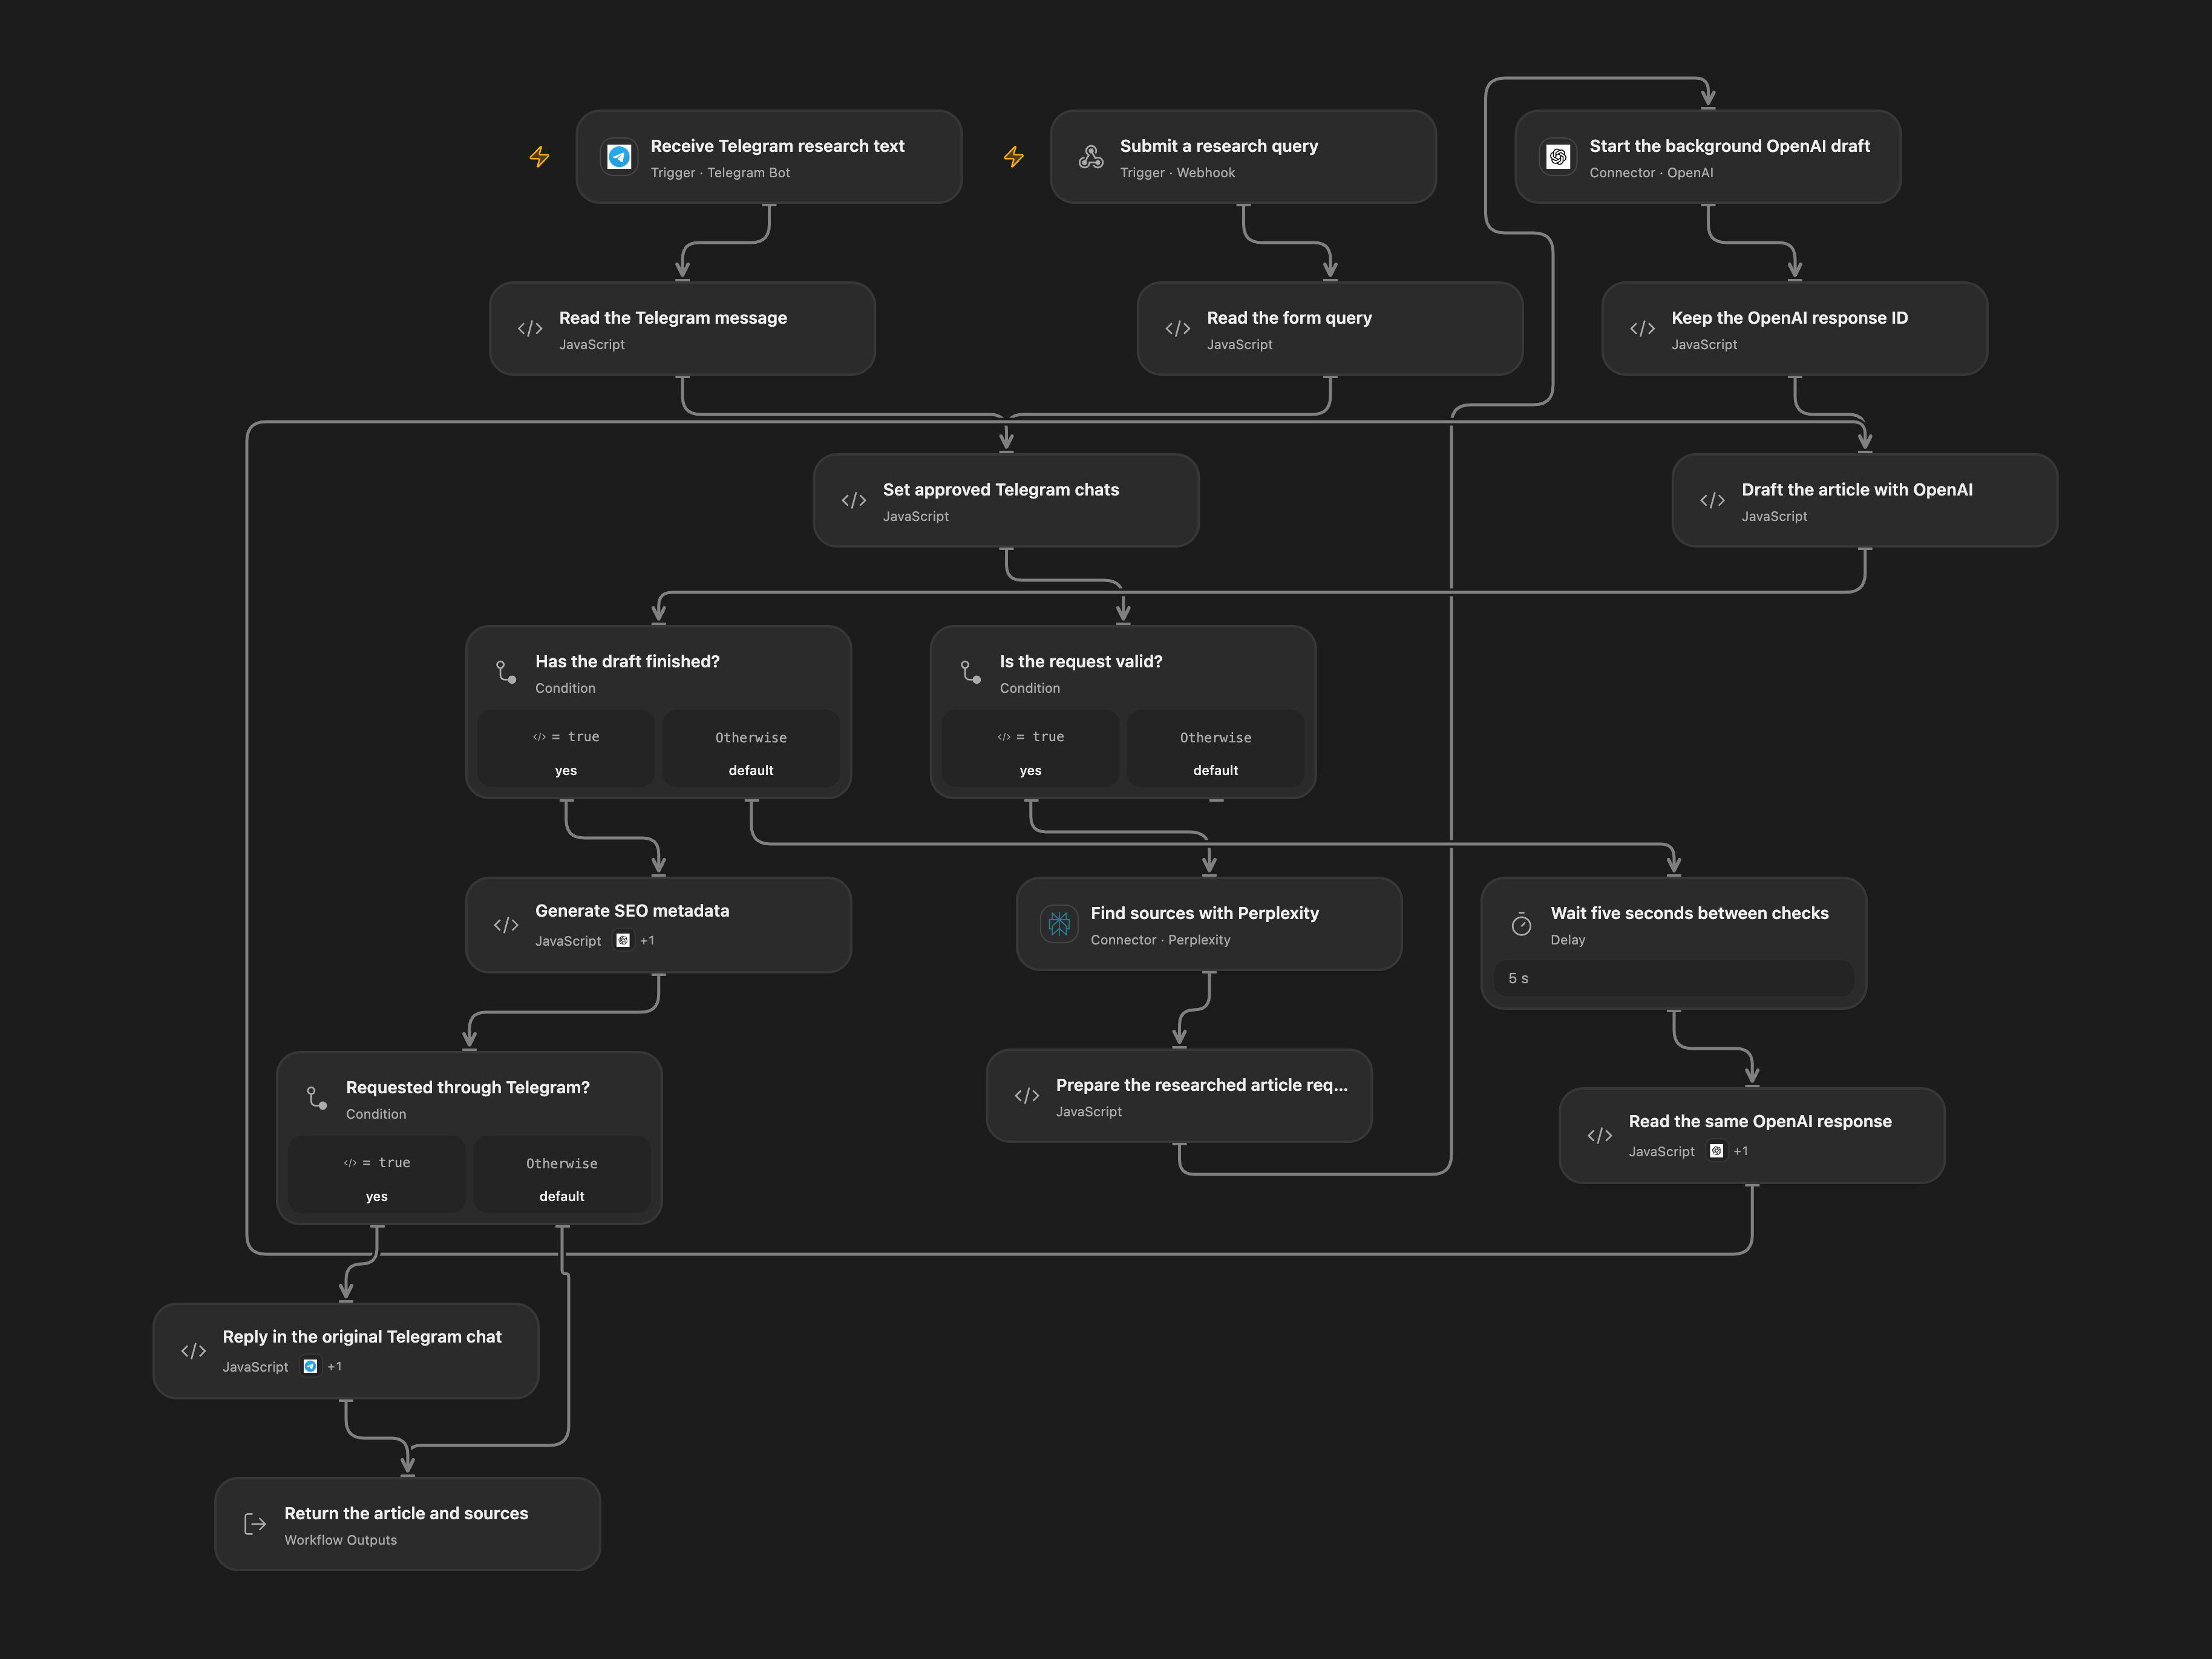 Receive Telegram research text
Trigger · Telegram Bot
Submit a research query
Trigger · Webhook
Start the background OpenAI draft
Connector · OpenAI
Read the Telegram message
JavaScript
Read the form query
JavaScript
Keep the OpenAI response ID
JavaScript
Set approved Telegram chats
JavaScript
Draft the article with OpenAI
JavaScript
Has the draft finished?
Condition
</> = true
yes
Otherwise
default
Is the request valid?
Condition
</> = true
yes
Otherwise
default
Generate SEO metadata
JavaScript +1
Find sources with Perplexity
Connector · Perplexity
Wait five seconds between checks
Delay
5 s
Requested through Telegram?
Condition
</> = true
yes
Otherwise
default
Prepare the researched article req...
JavaScript
Read the same OpenAI response
JavaScript +1
Reply in the original Telegram chat
JavaScript +1
Return the article and sources
Workflow Outputs